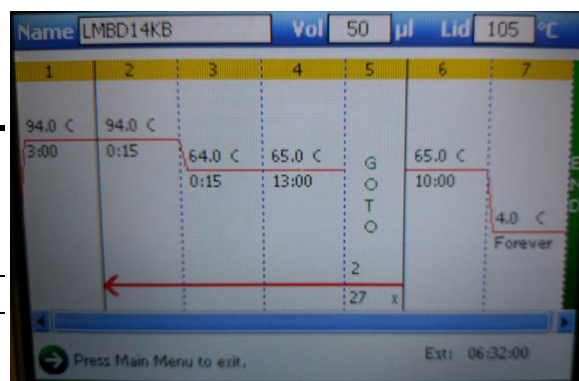 Name LMBD14KB Vol 50 µl Lid 105 °C
1 2 3 4 5 6 7
94.0 C 94.0 C 64.0 C 65.0 C GOTO 65.0 C 4.0 C
3:00 0:15 0:15 13:00 10:00 Forever
2
27 x
END
Press Main Menu to exit. Est: 06:32:00